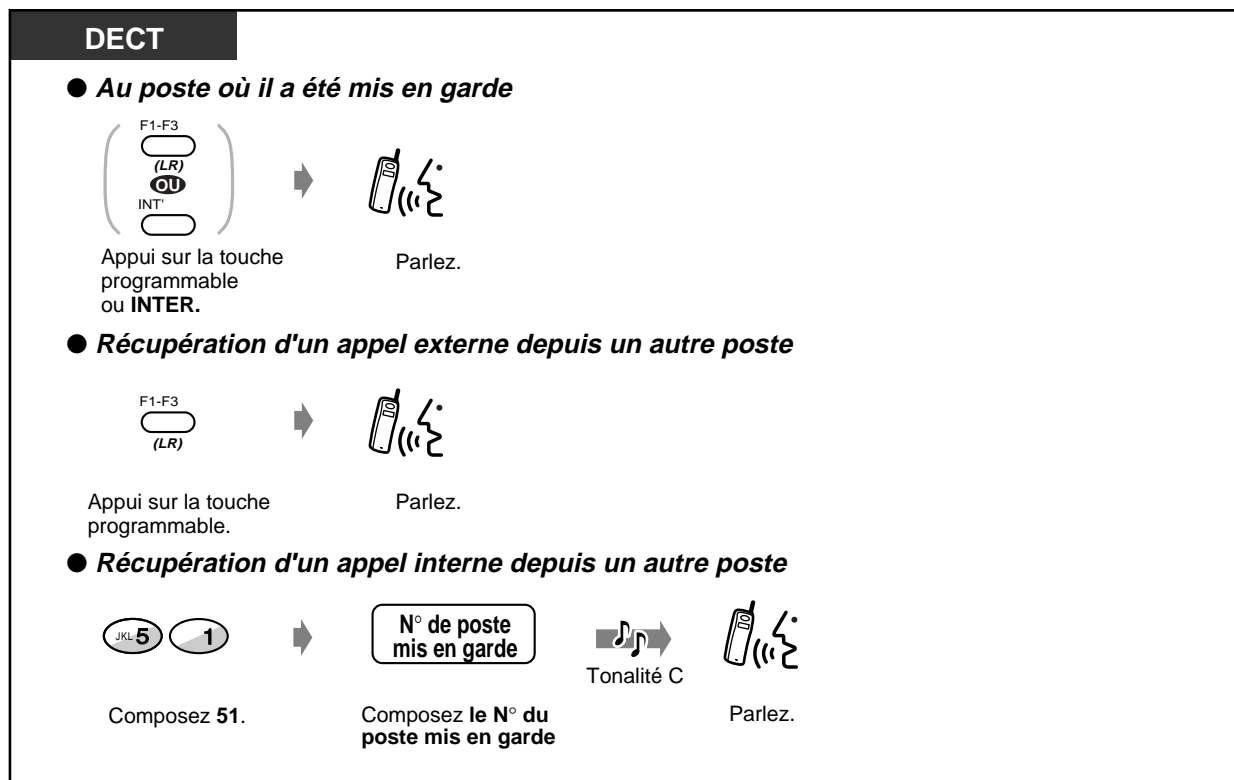 DECT
● Au poste où il a été mis en garde
F1-F3
(LR)
OU
INT'
Appui sur la touche
programmable
ou INTER.
Parlez.
● Récupération d'un appel externe depuis un autre poste
F1-F3
(LR)
Appui sur la touche
programmable.
Parlez.
● Récupération d'un appel interne depuis un autre poste
JKL 5 1
N° de poste
mis en garde
Tonalité C
Composez 51.
Composez le N° du
poste mis en garde
Parlez.